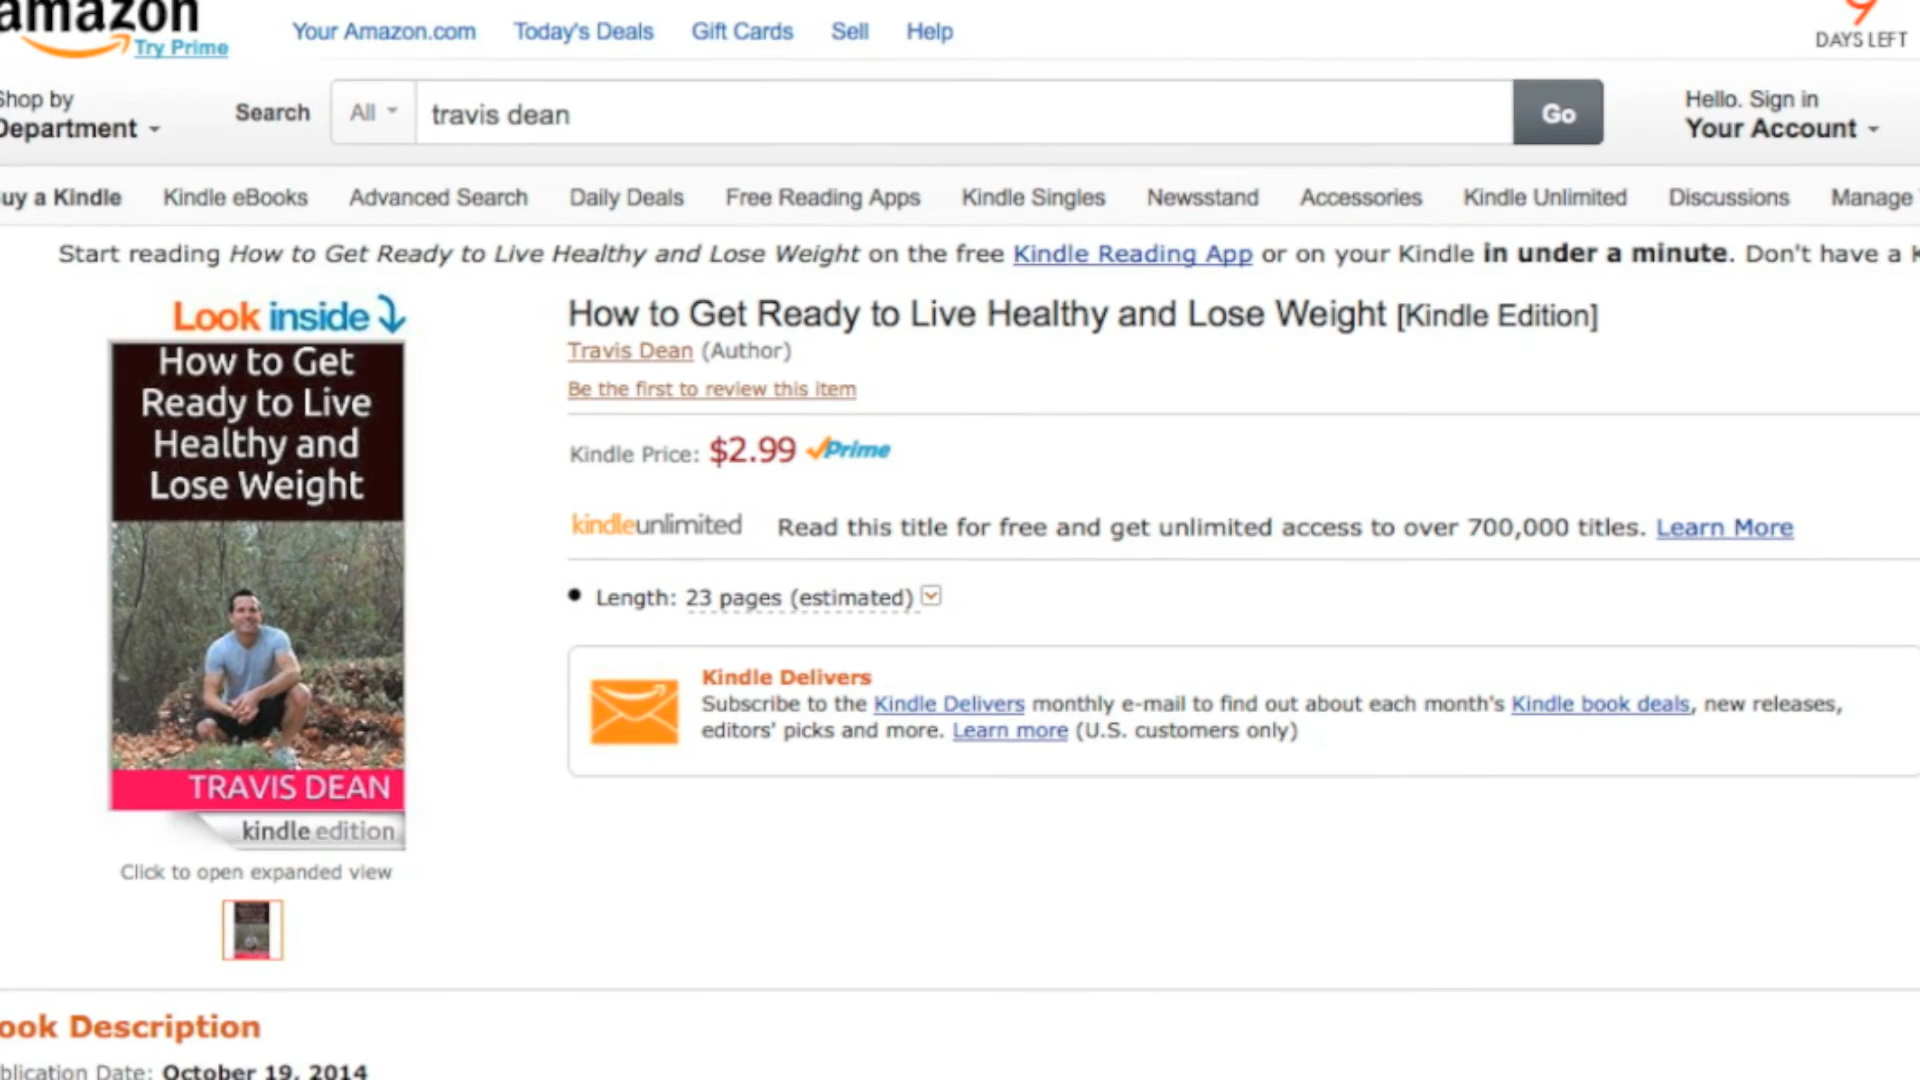 amazon
Try Prime
Your Amazon.com Today's Deals Gift Cards Sell Help
DAYS LEFT
Shop by
Department
Search All travis dean Go
Hello. Sign in
Your Account
uy a Kindle Kindle eBooks Advanced Search Daily Deals Free Reading Apps Kindle Singles Newsstand Accessories Kindle Unlimited Discussions Manage
Start reading How to Get Ready to Live Healthy and Lose Weight on the free Kindle Reading App or on your Kindle in under a minute. Don't have a K
Look inside
How to Get
Ready to Live
Healthy and
Lose Weight
TRAVIS DEAN
kindle edition
Click to open expanded view
How to Get Ready to Live Healthy and Lose Weight [Kindle Edition]
Travis Dean (Author)
Be the first to review this item
Kindle Price: $2.99 Prime
kindleunlimited Read this title for free and get unlimited access to over 700,000 titles. Learn More
Length: 23 pages (estimated)
Kindle Delivers
Subscribe to the Kindle Delivers monthly e-mail to find out about each month's Kindle book deals, new releases,
editors' picks and more. Learn more (U.S. customers only)
ook Description
blication Date: October 19, 2014